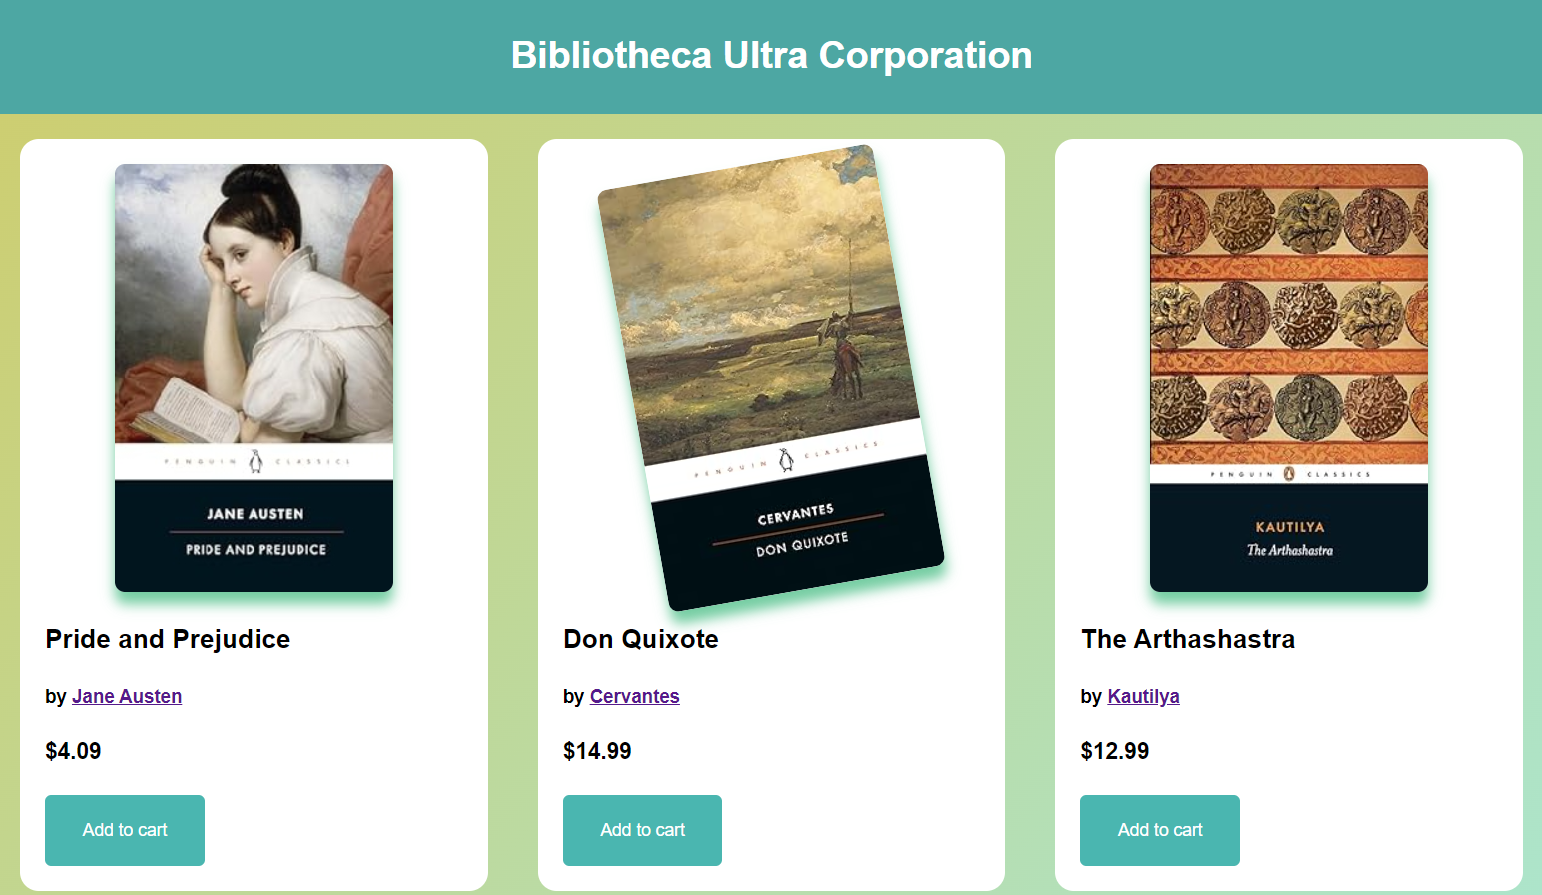 Bibliotheca Ultra Corporation
PENGUIN CLASSICS
JANE AUSTEN
PRIDE AND PREJUDICE
Pride and Prejudice
by Jane Austen
$4.09
Add to cart
PENGUIN CLASSICS
CERVANTES
DON QUIXOTE
Don Quixote
by Cervantes
$14.99
Add to cart
PENGUIN CLASSICS
KAUTILYA
The Arthashastra
The Arthashastra
by Kautilya
$12.99
Add to cart